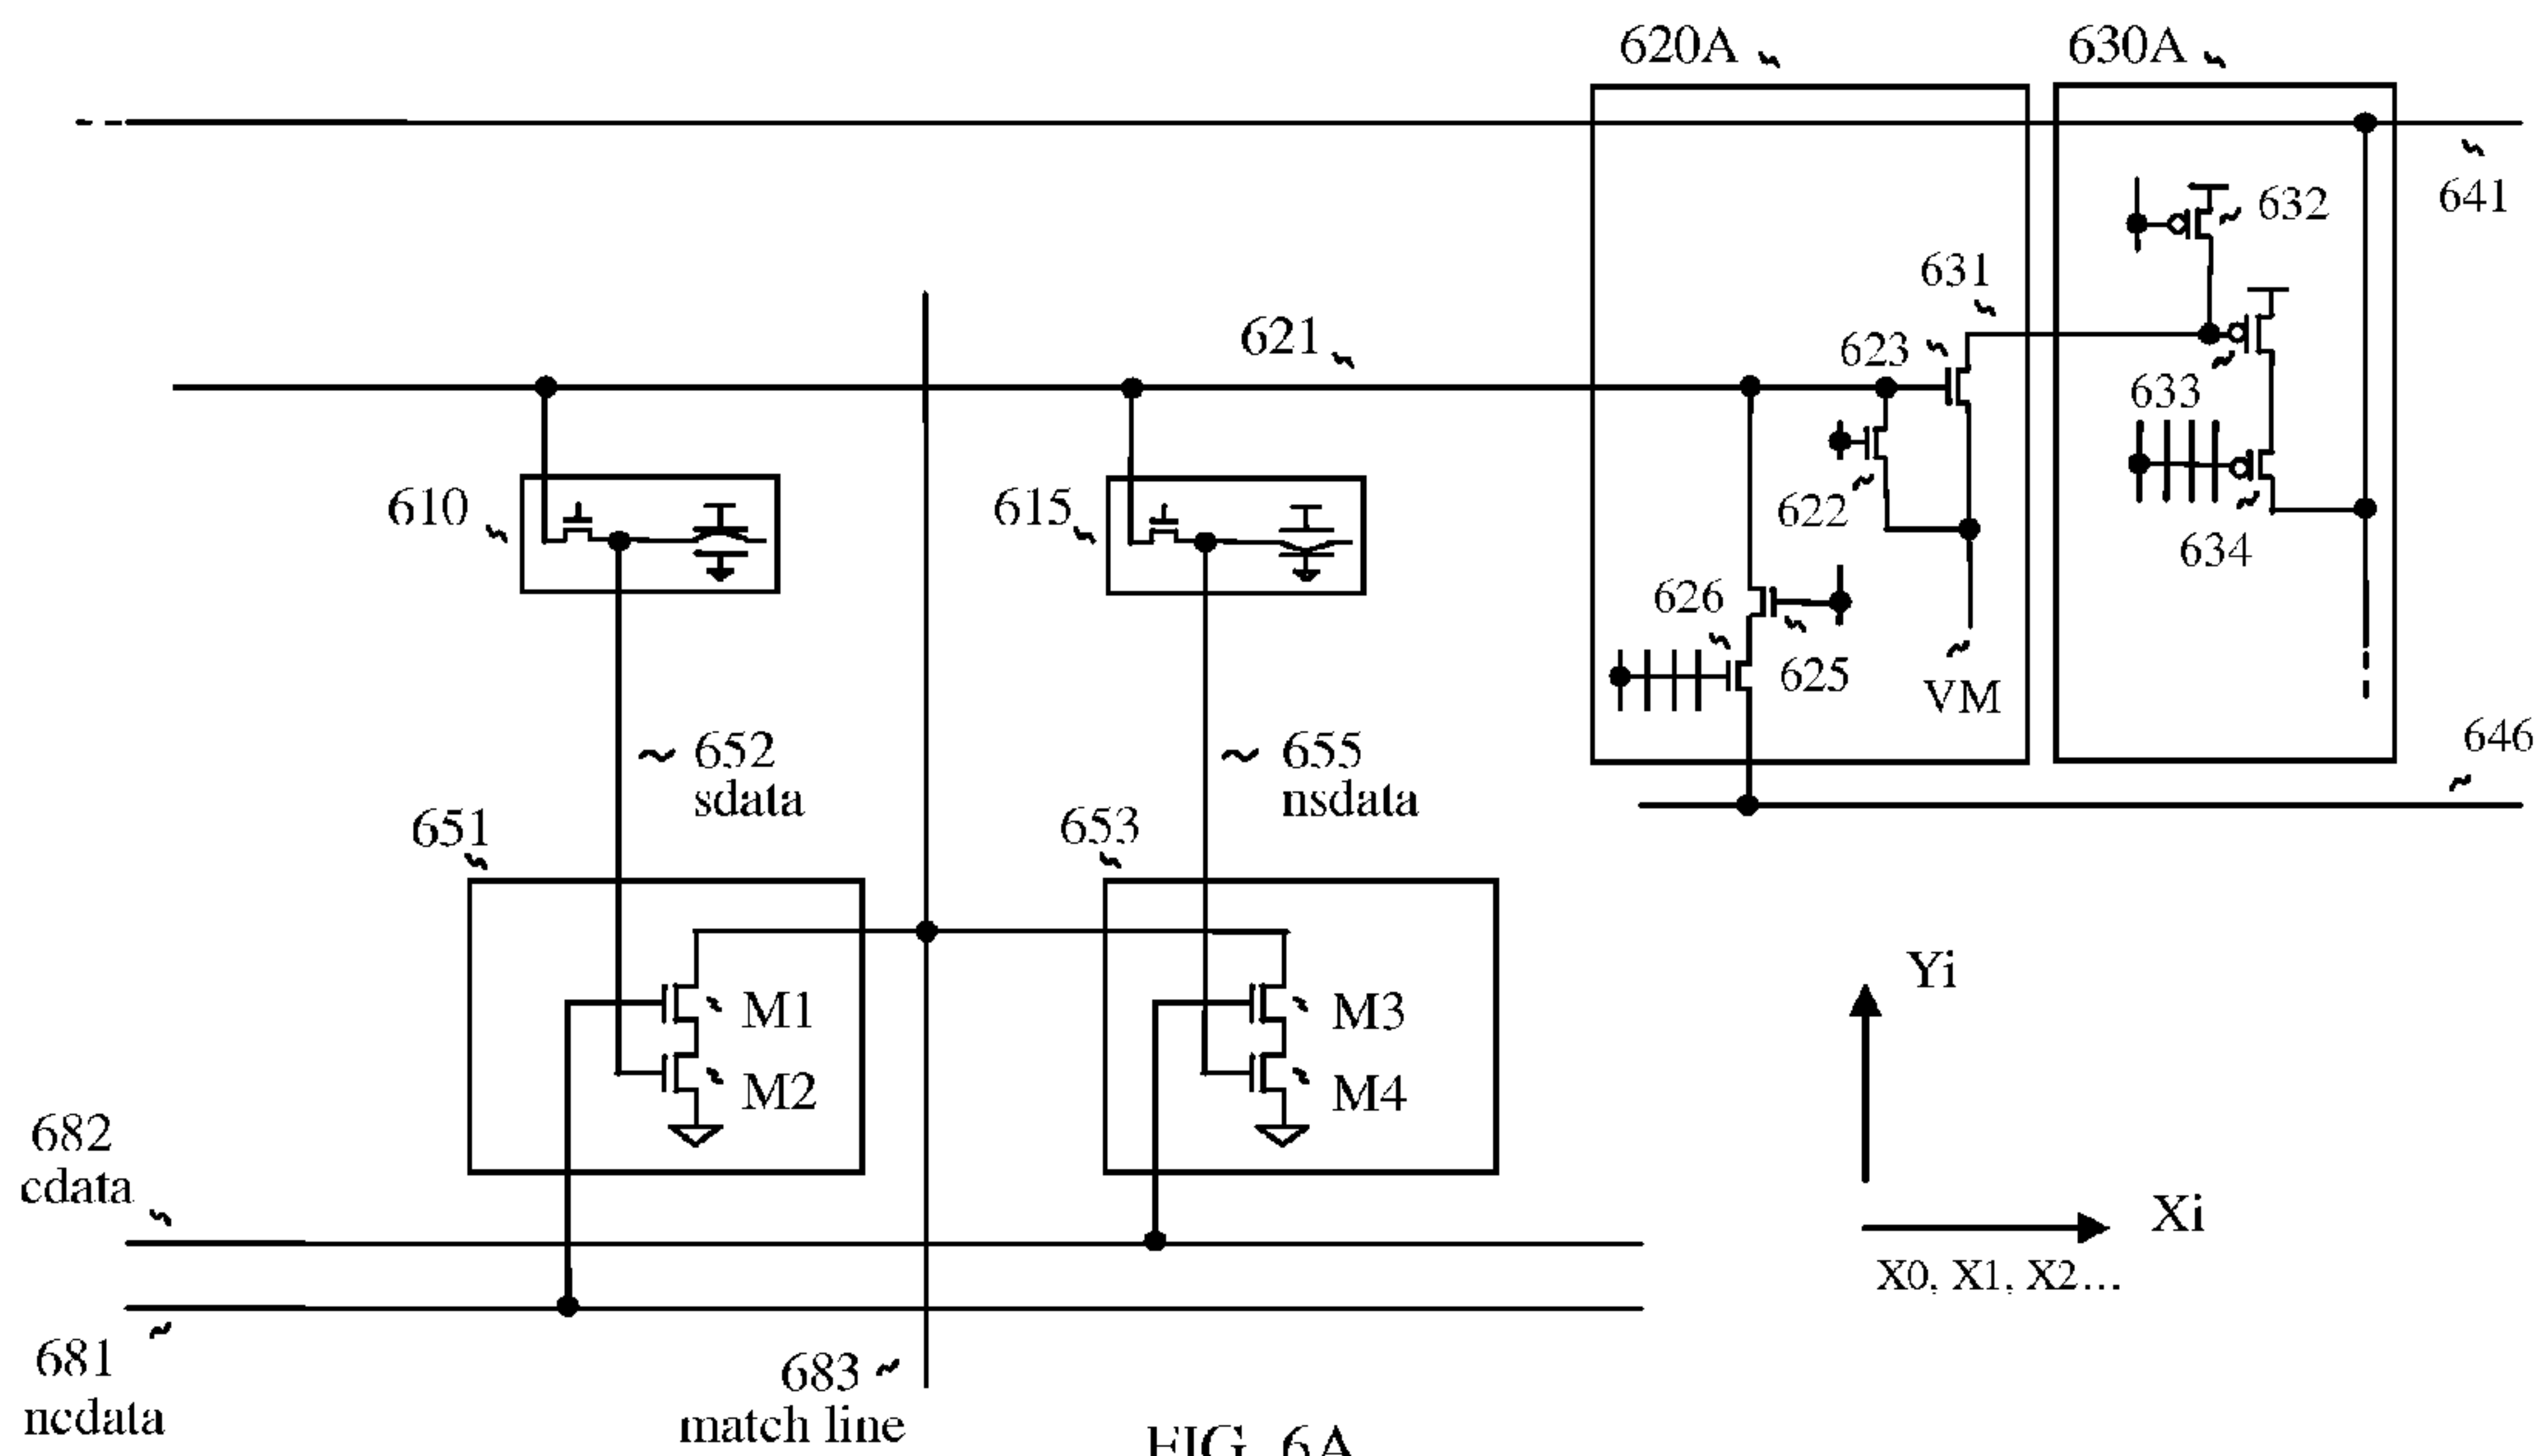 620A
630A
641
632
631
621
623
633
610
615
622
634
626
625
VM
652
sdata
655
nsdata
646
651
653
M1
M3
M2
M4
Yi
682
cdata
Xi
X0, X1, X2...
681
ncdata
683
match line
FIG. 6A